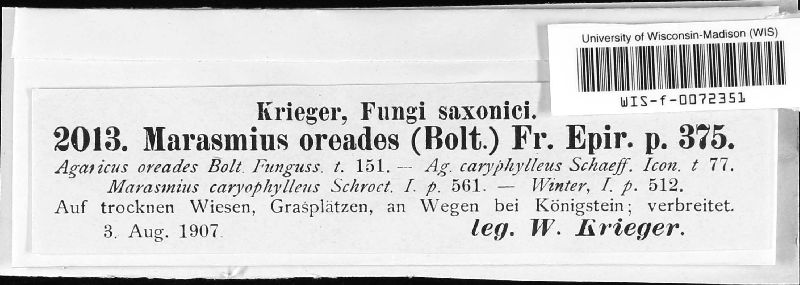 University of Wisconsin-Madison (WIS)
WIS-f-0072351
Krieger, Fungi saxonici.
2013. Marasmius oreades (Bolt.) Fr. Epir. p. 375.
Agaricus oreades Bolt. Funguss. t. 151. — Ag. caryphylleus Schaeff. Icon. t 77.
Marasmius caryophylleus Schroet. I. p. 561. — Winter, I. p. 512.
Auf trocknen Wiesen, Grasplätzen, an Wegen bei Königstein; verbreitet.
3. Aug. 1907.
leg. W. Krieger.